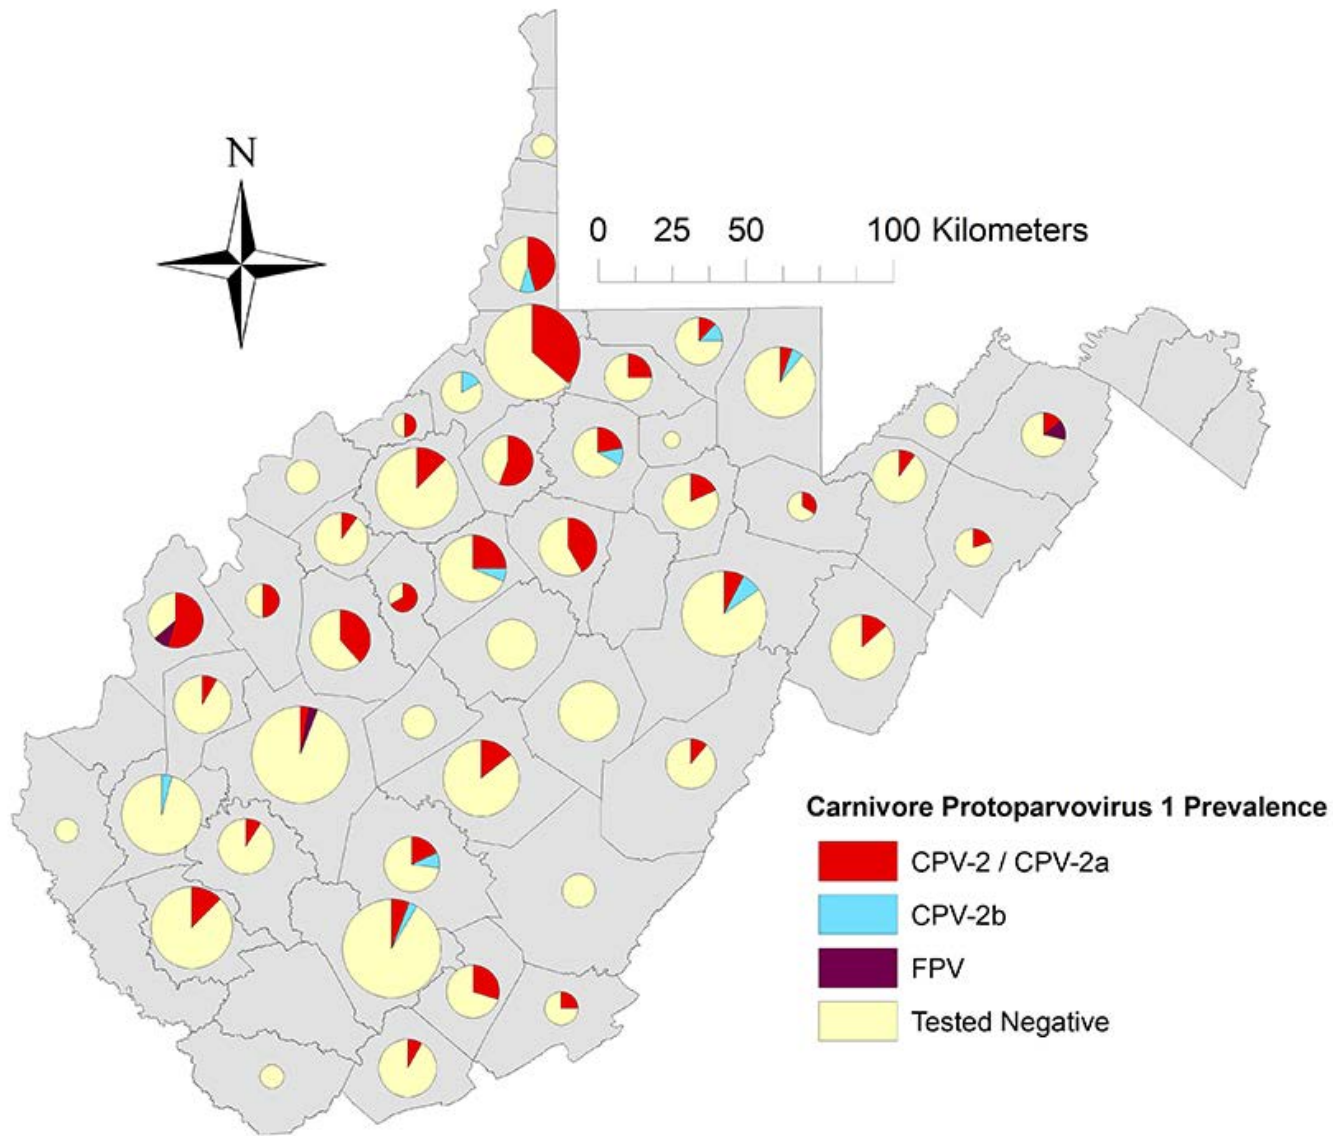 N
0 25 50 100 Kilometers
Carnivore Protoparvovirus 1 Prevalence
CPV-2 / CPV-2a
CPV-2b
FPV
Tested Negative